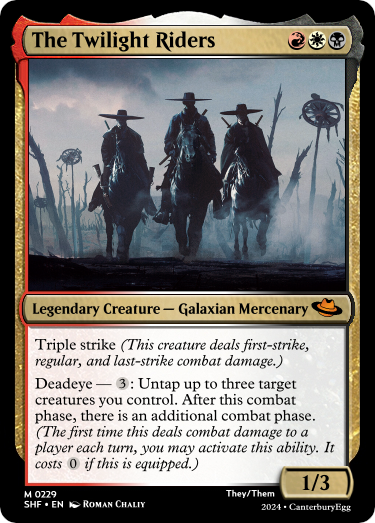 The Twilight Riders
Legendary Creature — Galaxian Mercenary
Triple strike (This creature deals first-strike,
regular, and last-strike combat damage.)
Deadeye — 3: Untap up to three target
creatures you control. After this combat
phase, there is an additional combat phase.
(The first time this deals combat damage to a
player each turn, you may activate this ability. It
costs 0 if this is equipped.)
1/3
M 0229
SHF • EN Roman Chaliy
They/Them
2024 • CanterburyEgg